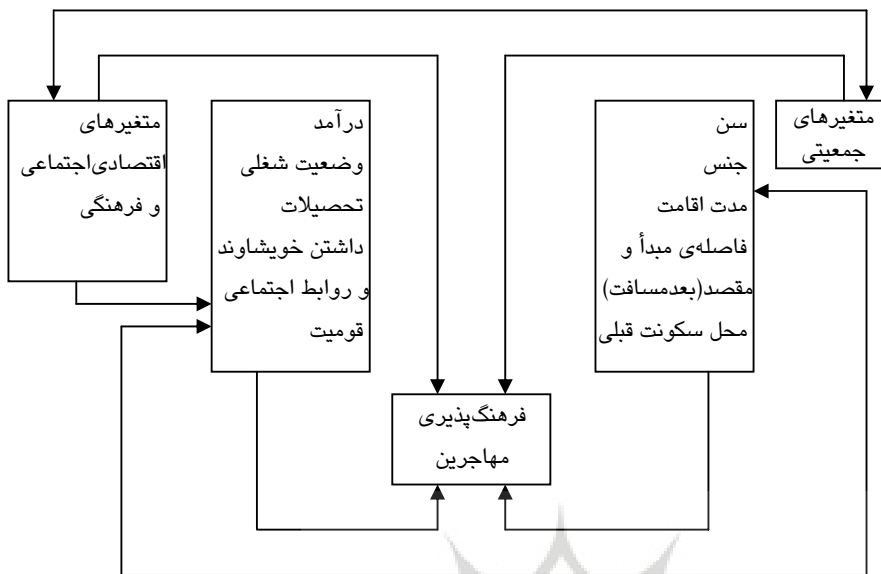 متغیرهای
جمعیتی
سن
جنس
مدت اقامت
فاصله‌ی مبدأ و
مقصد(بعدمسافت)
محل سکونت قبلی
درآمد
وضعیت شغلی
تحصیلات
داشتن خویشاوند
و روابط اجتماعی
قومیت
متغیرهای
اقتصادی‌اجتماعی
و فرهنگی
فرهنگ‌پذیری
مهاجرین